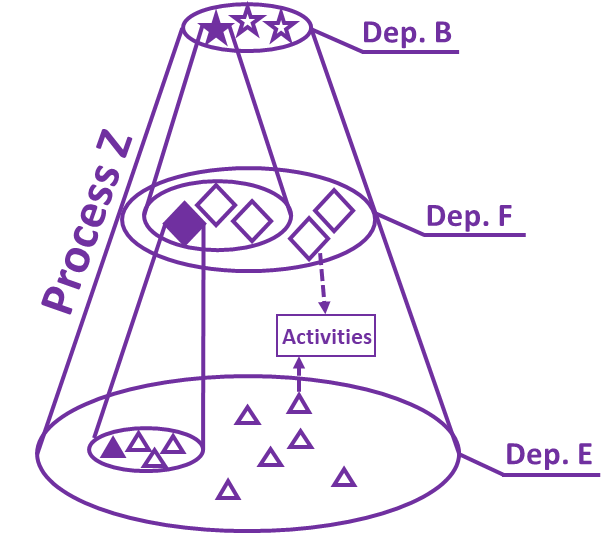 Dep. B
Process Z
Dep. F
Activities
Dep. E